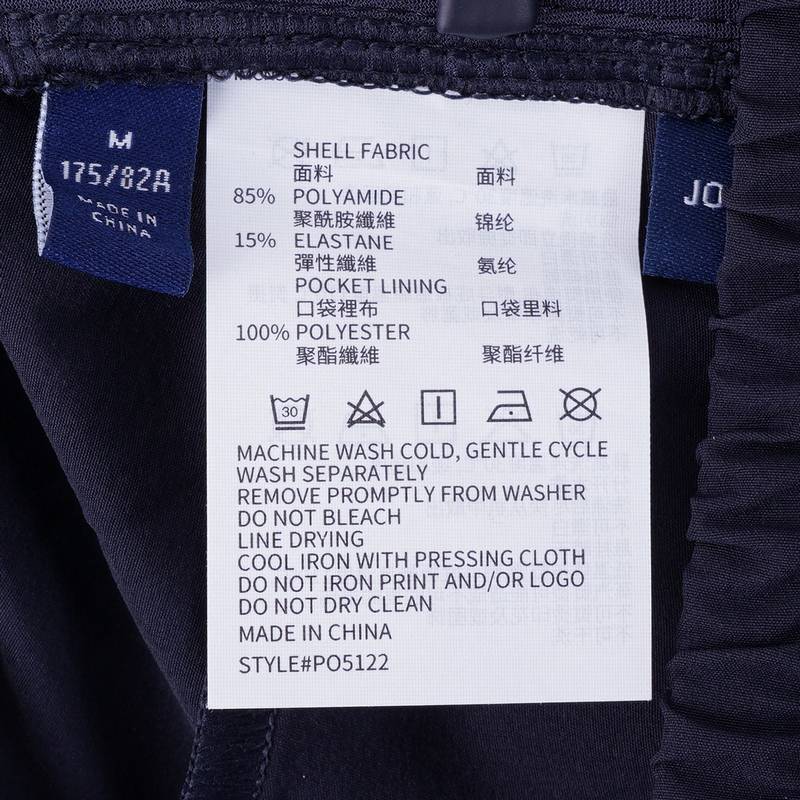 M
175/82A
MADE IN
CHINA
JO
SHELL FABRIC
面料 面料
85% POLYAMIDE
聚酰胺纖維 锦纶
15% ELASTANE
彈性纖維 氨纶
POCKET LINING
口袋裡布 口袋里料
100% POLYESTER
聚酯纖維 聚酯纤维
30
MACHINE WASH COLD, GENTLE CYCLE
WASH SEPARATELY
REMOVE PROMPTLY FROM WASHER
DO NOT BLEACH
LINE DRYING
COOL IRON WITH PRESSING CLOTH
DO NOT IRON PRINT AND/OR LOGO
DO NOT DRY CLEAN
MADE IN CHINA
STYLE#PO5122